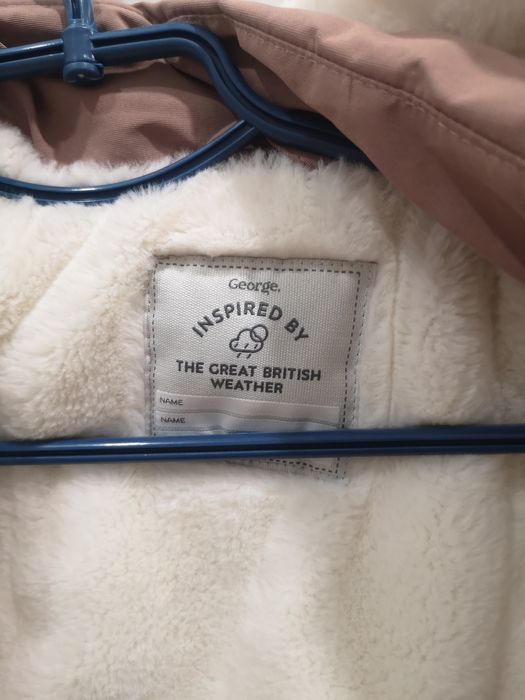 George.
INSPIRED BY
THE GREAT BRITISH
WEATHER
NAME
NAME